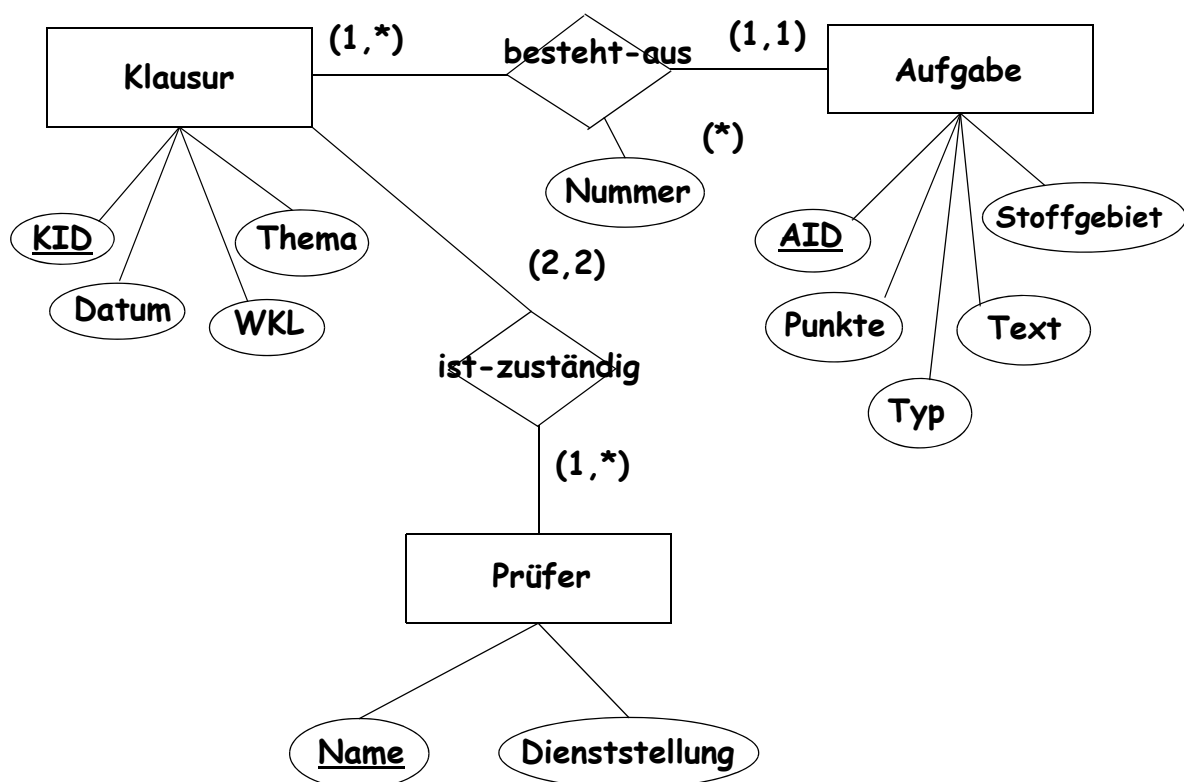 (1,*)
besteht-aus
(1,1)
Klausur
Aufgabe
(*)
Nummer
KID
Thema
AID
Stoffgebiet
(2,2)
Datum
WKL
Punkte
Text
ist-zuständig
Typ
(1,*)
Prüfer
Name
Dienststellung